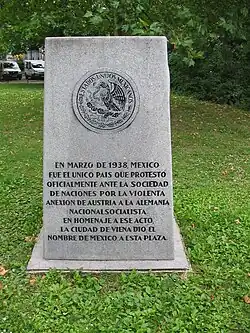 ESTADOS UNIDOS MEXICANOS
EN MARZO DE 1938, MEXICO
FUE EL UNICO PAIS QUE PROTESTO
OFICIALMENTE ANTE LA SOCIEDAD
DE NACIONES POR LA VIOLENTA
ANEXION DE AUSTRIA A LA ALEMANIA
NACIONALSOCIALISTA.
EN HOMENAJE A ESE ACTO,
LA CIUDAD DE VIENA DIO EL
NOMBRE DE MEXICO A ESTA PLAZA.